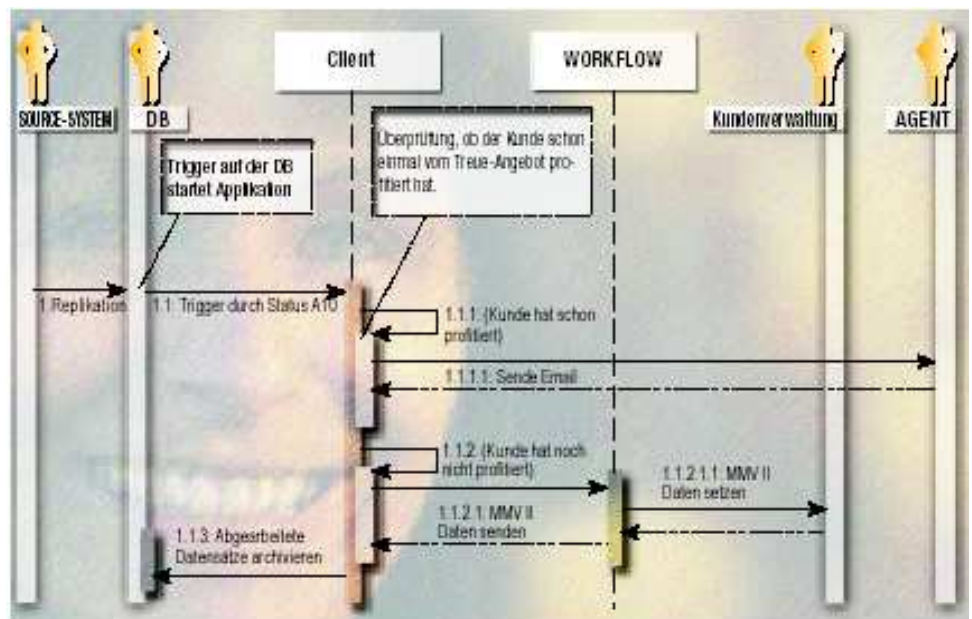 Client
WORKFLOW
SOURCE-SYSTEM
DB
Kundenverwaltung
AGENT
Trigger auf der DB
startet Applikation
Überprüfung, ob der Kunde schon
einmal vom Treue-Angebot pro-
fitiert hat.
1.Replikation
1.1: Trigger durch Status A10
1.1.1: (Kunde hat schon
profitiert)
1.1.1.1: Sende Email
1.1.2: (Kunde hat noch
nicht profitiert)
1.1.2.1.1: MMV II
Daten setzen
1.1.2.1: MMV II
Daten senden
1.1.3: Abgearbeitete
Datensätze archivieren